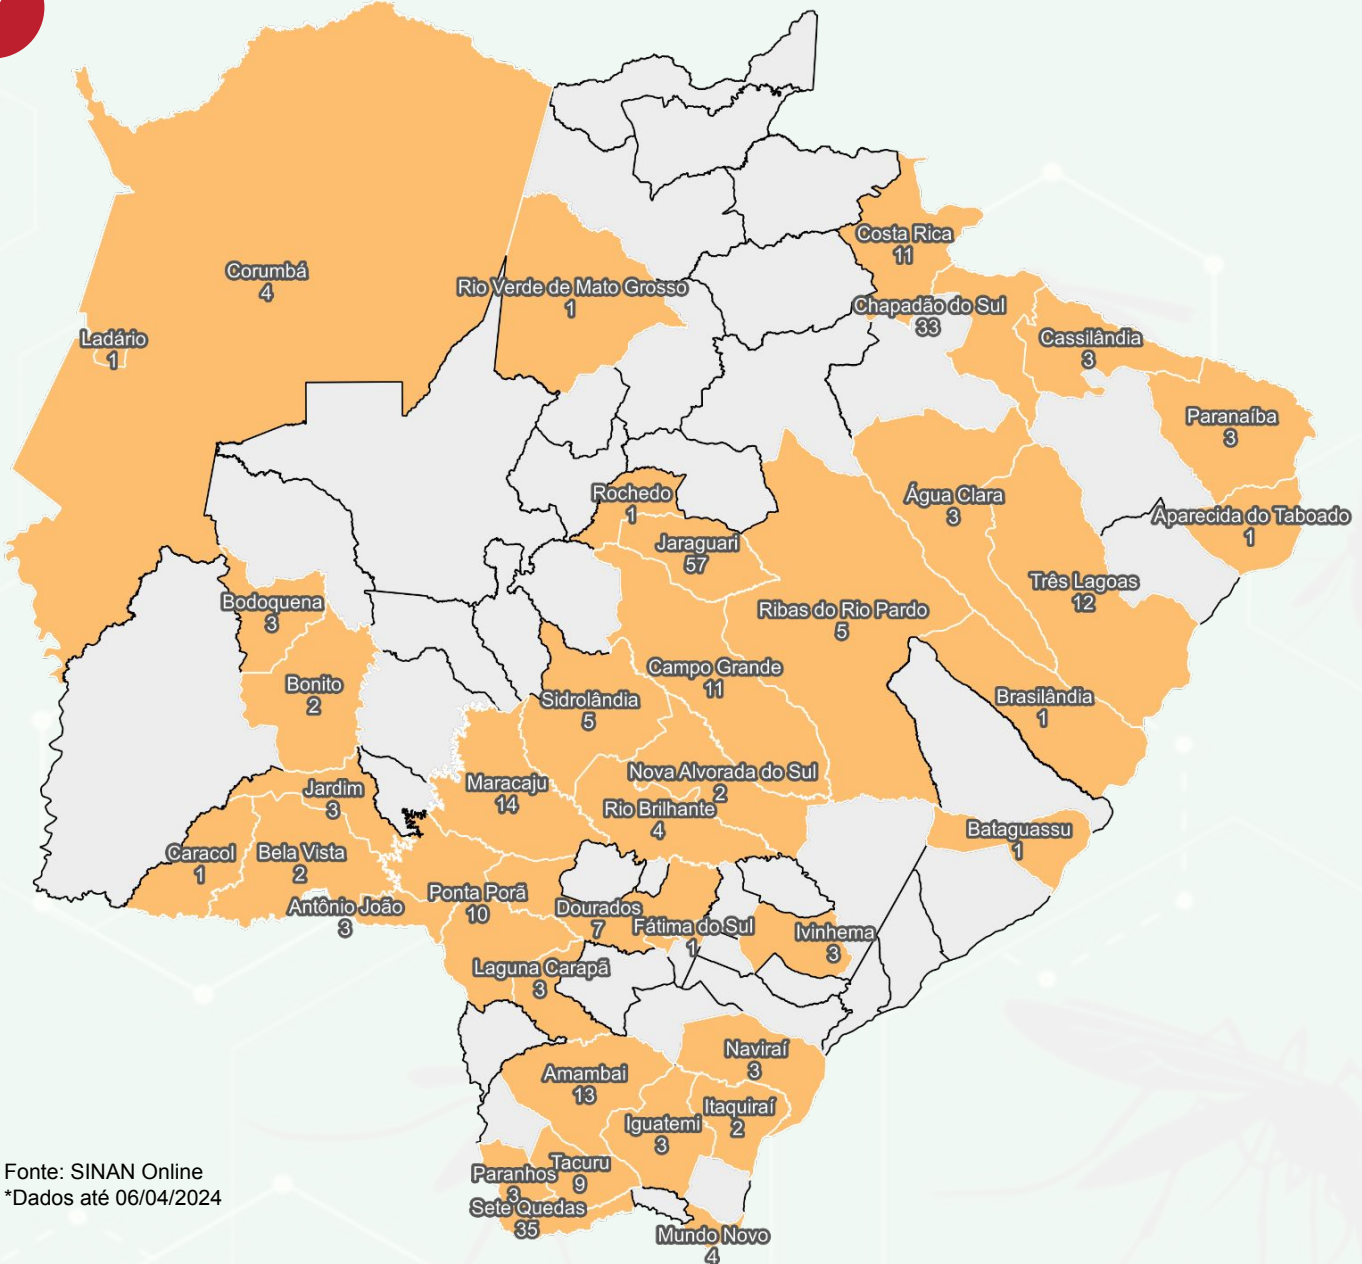 Costa Rica
11
Corumbá
4
Rio Verde de Mato Grosso
1
Chapadão do Sul
33
Ladário
1
Cassilândia
3
Paranaíba
3
Rochedo
1
Água Clara
3
Aparecida do Taboado
1
Jaraguari
57
Três Lagoas
12
Bodoquena
3
Ribas do Rio Pardo
5
Campo Grande
11
Bonito
2
Sidrolândia
5
Brasilândia
1
Nova Alvorada do Sul
2
Jardim
3
Maracaju
14
Rio Brilhante
4
Bataguassu
1
Caracol
1
Bela Vista
2
Ponta Porã
10
Antônio João
3
Dourados
7
Fátima do Sul
1
Ivinhema
3
Laguna Carapã
3
Naviraí
3
Amambai
13
Itaquiraí
2
Iguatemi
3
Tacuru
9
Paranhos
3
Sete Quedas
35
Mundo Novo
4
Fonte: SINAN Online
*Dados até 06/04/2024